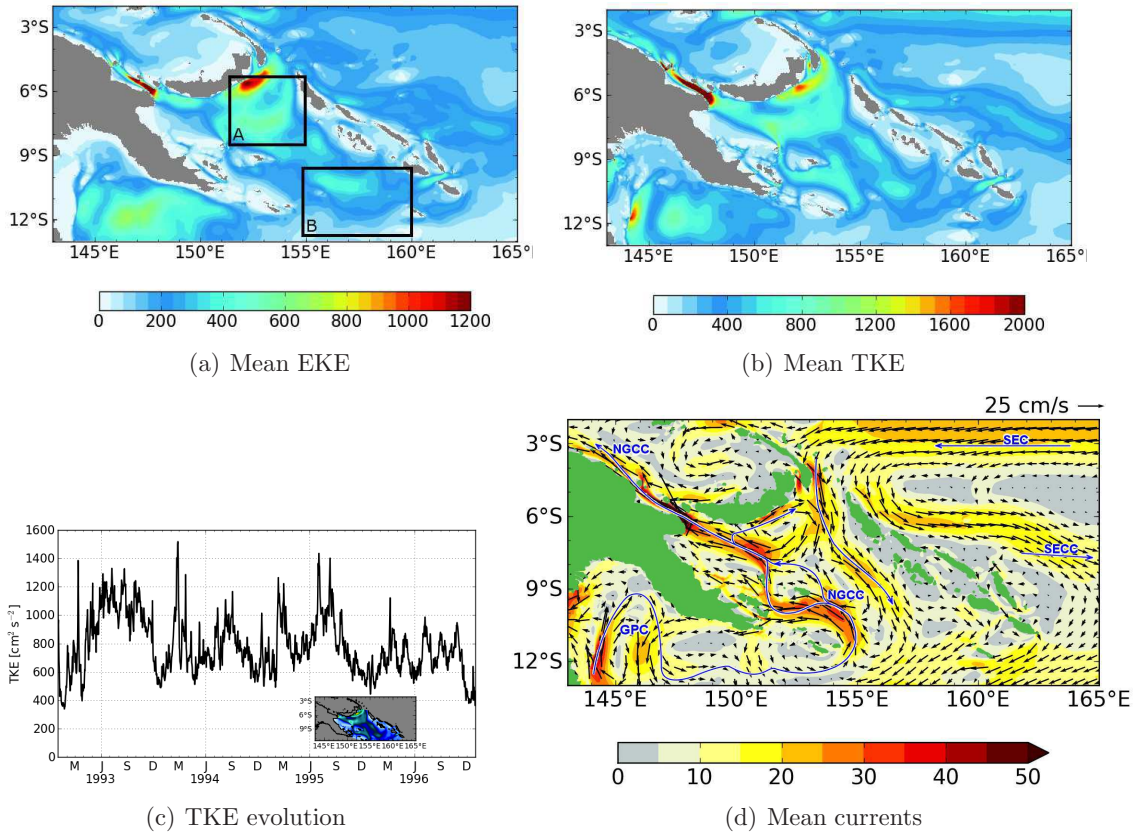 3°S
6°S
9°S
12°S
A
B
145°E 150°E 155°E 160°E 165°E
0 200 400 600 800 1000 1200
(a) Mean EKE
3°S
6°S
9°S
12°S
145°E 150°E 155°E 160°E 165°E
0 400 800 1200 1600 2000
(b) Mean TKE
1600
1400
1200
1000
800
600
400
200
0
TKE [cm² s⁻²]
3°S
6°S
9°S
145°E 150°E 155°E 160°E 165°E
M J S D M J S D M J S D M J S D
1993 1994 1995 1996
(c) TKE evolution
25 cm/s
3°S
6°S
9°S
12°S
NGCC
SEC
SECC
NGCC
GPC
145°E 150°E 155°E 160°E 165°E
0 10 20 30 40 50
(d) Mean currents